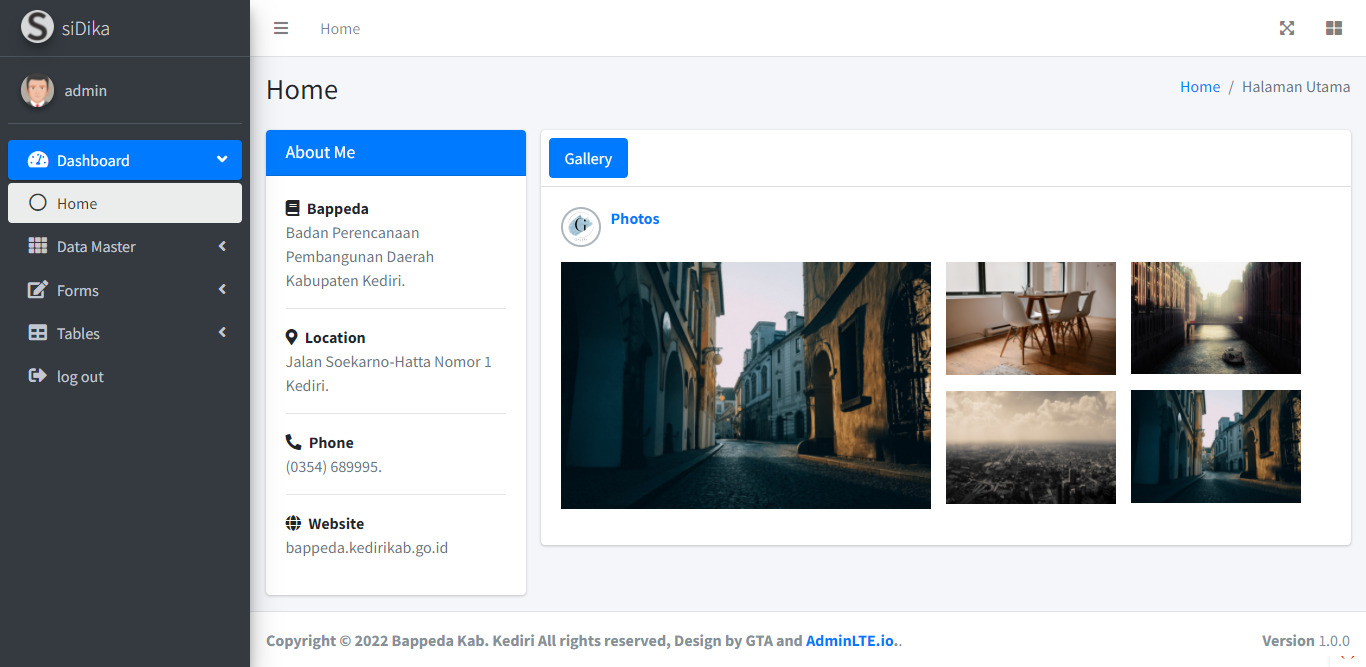 S siDika
admin
Dashboard
Home
Data Master
Forms
Tables
log out
Home
Home
Home / Halaman Utama
About Me
Bappeda
Badan Perencanaan
Pembangunan Daerah
Kabupaten Kediri.
Location
Jalan Soekarno-Hatta Nomor 1
Kediri.
Phone
(0354) 689995.
Website
bappeda.kedirikab.go.id
Gallery
Photos
Copyright © 2022 Bappeda Kab. Kediri All rights reserved, Design by GTA and AdminLTE.io..
Version 1.0.0